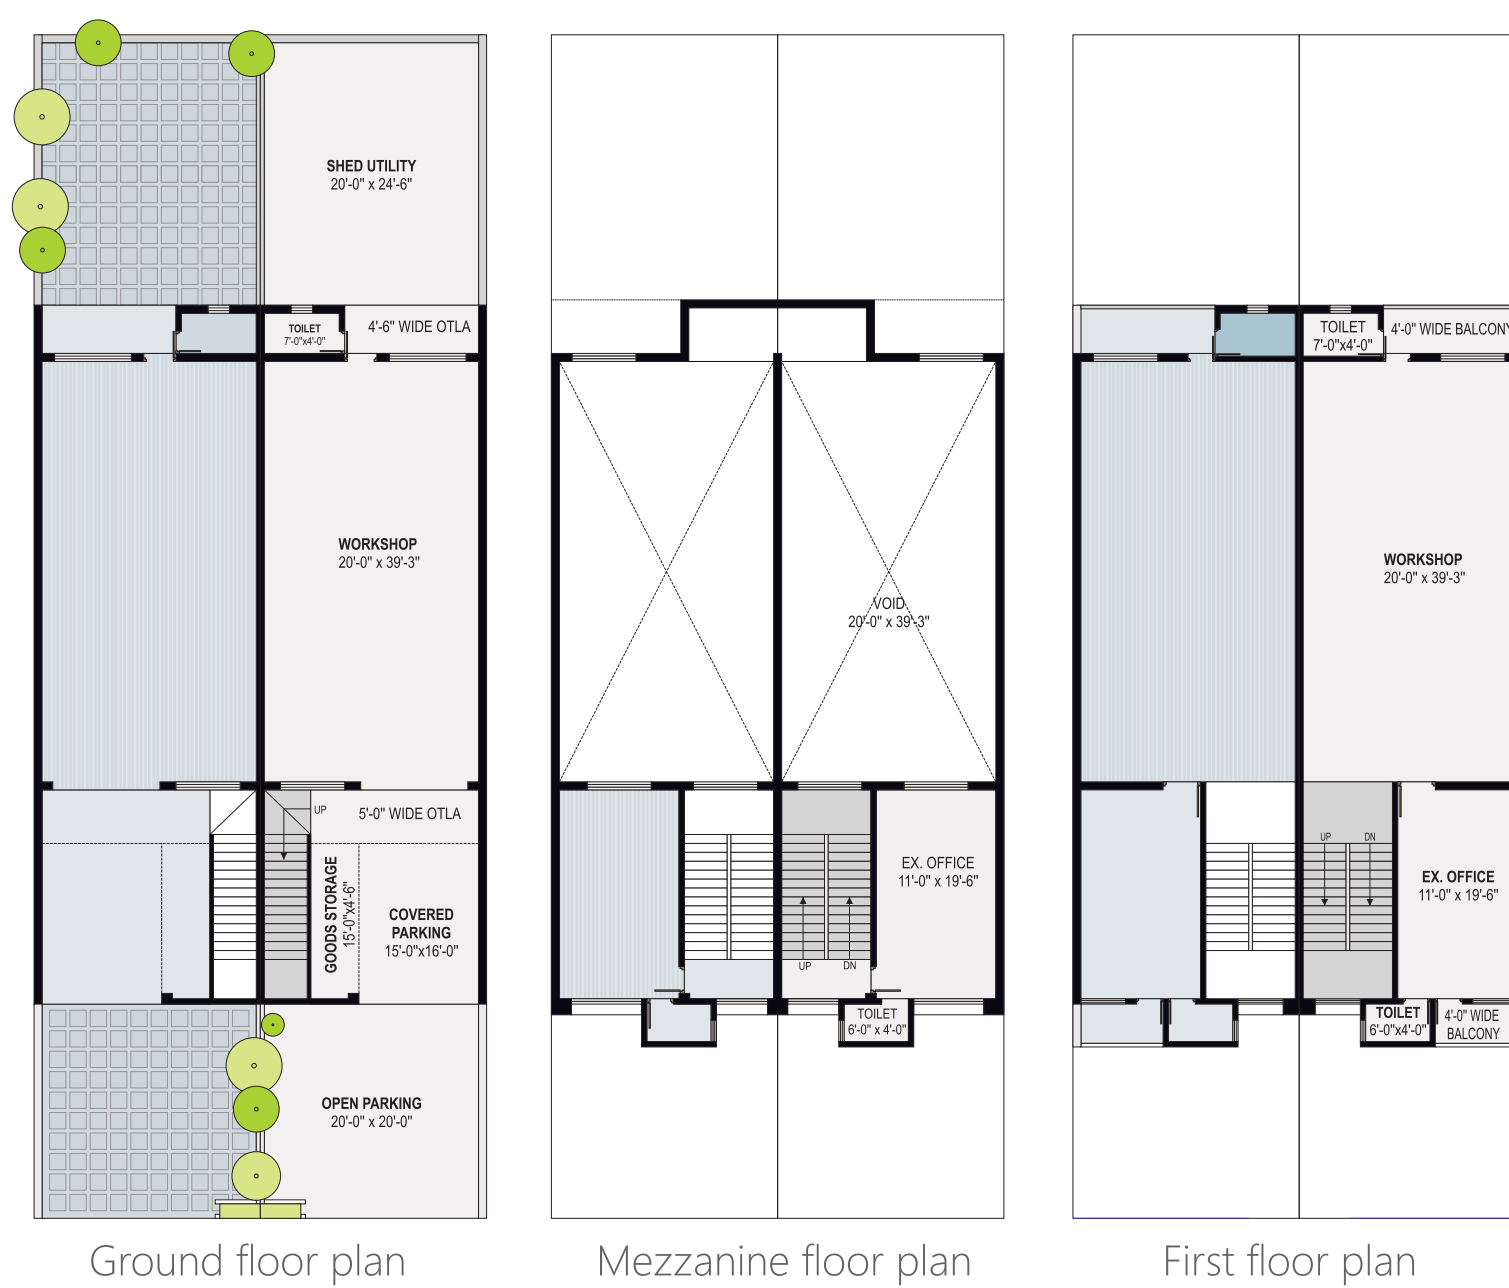 SHED UTILITY
20'-0" x 24'-6"
TOILET
7'-0"x4'-0"
4'-6" WIDE OTLA
WORKSHOP
20'-0" x 39'-3"
UP
5'-0" WIDE OTLA
GOODS STORAGE
15'-0"x4'-6"
COVERED
PARKING
15'-0"x16'-0"
OPEN PARKING
20'-0" x 20'-0"
Ground floor plan
VOID
20'-0" x 39'-3"
EX. OFFICE
11'-0" x 19'-6"
UP
DN
TOILET
6'-0" x 4'-0"
Mezzanine floor plan
TOILET
7'-0"x4'-0"
4'-0" WIDE BALCONY
WORKSHOP
20'-0" x 39'-3"
UP
DN
EX. OFFICE
11'-0" x 19'-6"
TOILET
6'-0"x4'-0"
4'-0" WIDE
BALCONY
First floor plan